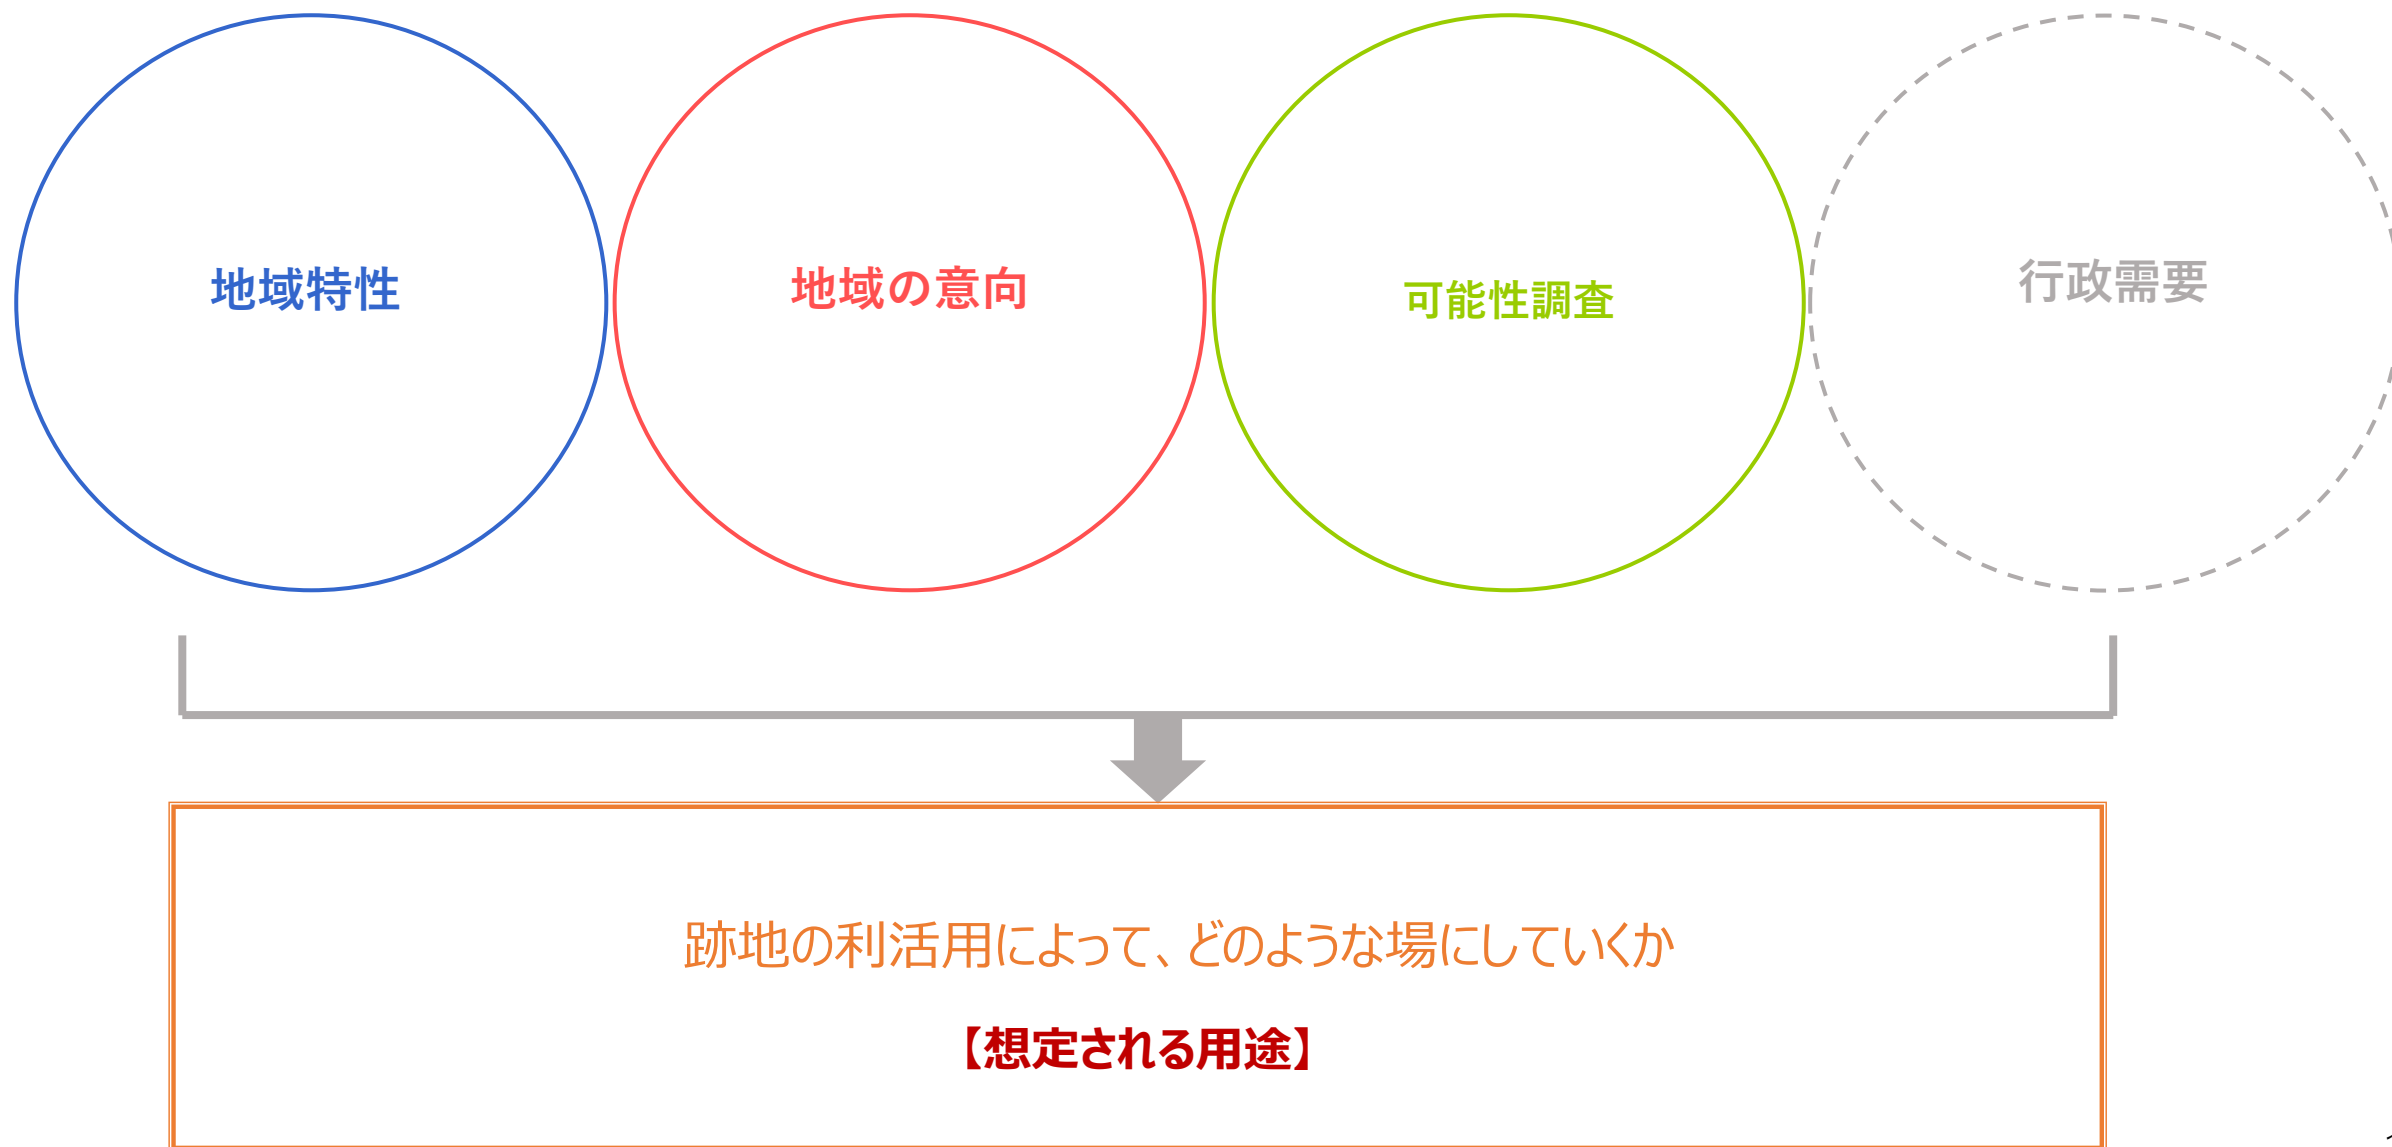 地域特性
地域の意向
可能性調査
行政需要
跡地の利活用によって、どのような場にしていくか
【想定される用途】